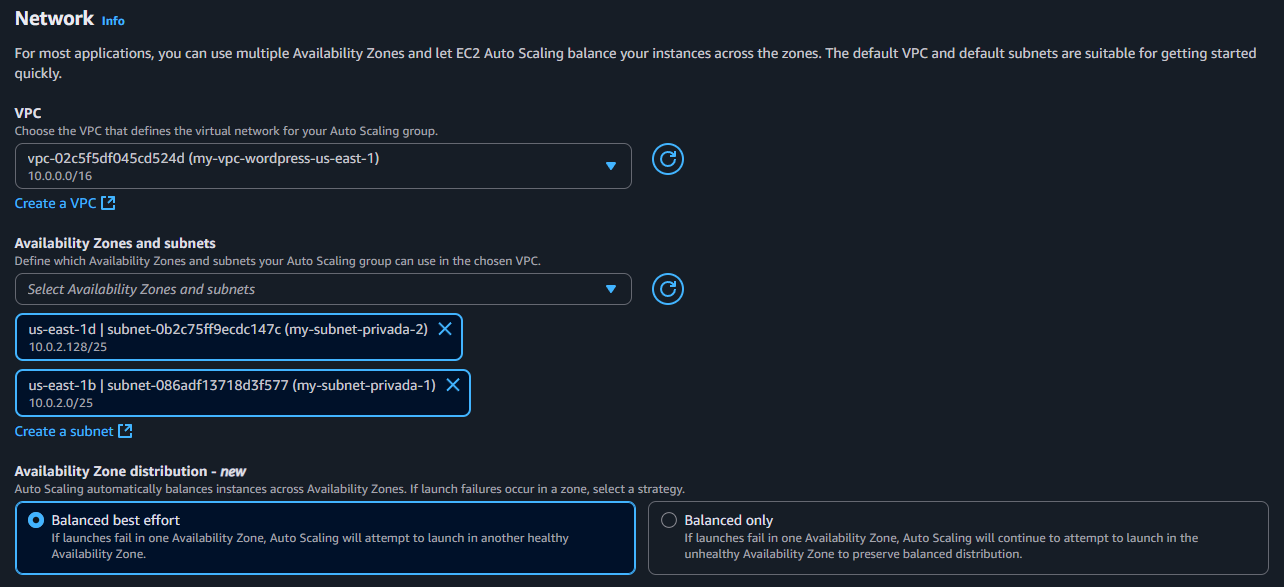 Network Info
For most applications, you can use multiple Availability Zones and let EC2 Auto Scaling balance your instances across the zones. The default VPC and default subnets are suitable for getting started
quickly.
VPC
Choose the VPC that defines the virtual network for your Auto Scaling group.
vpc-02c5f5df045cd524d (my-vpc-wordpress-us-east-1)
10.0.0.0/16
Create a VPC
Availability Zones and subnets
Define which Availability Zones and subnets your Auto Scaling group can use in the chosen VPC.
Select Availability Zones and subnets
us-east-1d | subnet-0b2c75ff9ecdc147c (my-subnet-privada-2)
10.0.2.128/25
us-east-1b | subnet-086adf13718d3f577 (my-subnet-privada-1)
10.0.2.0/25
Create a subnet
Availability Zone distribution - new
Auto Scaling automatically balances instances across Availability Zones. If launch failures occur in a zone, select a strategy.
Balanced best effort
If launches fail in one Availability Zone, Auto Scaling will attempt to launch in another healthy
Availability Zone.
Balanced only
If launches fail in one Availability Zone, Auto Scaling will continue to attempt to launch in the
unhealthy Availability Zone to preserve balanced distribution.